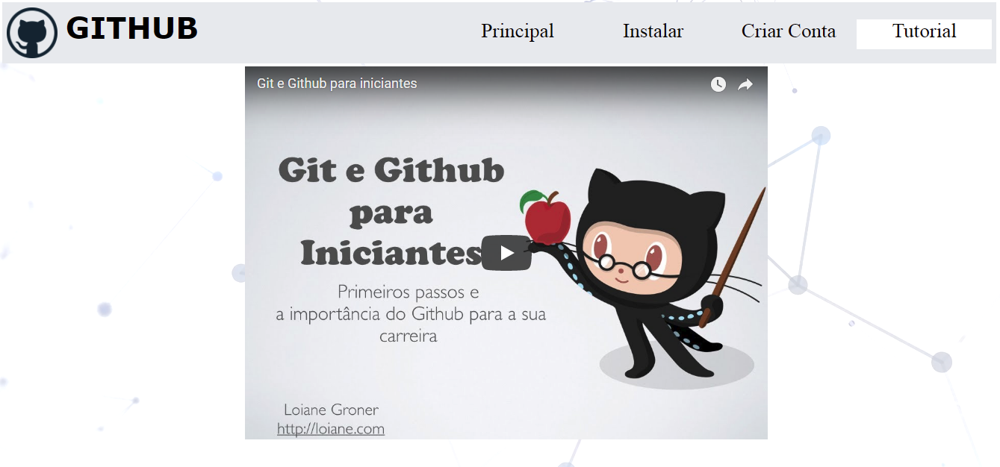 GITHUB
Principal
Instalar
Criar Conta
Tutorial
Git e Github para iniciantes
Git e Github
para
Iniciantes
Primeiros passos e
a importância do Github para a sua
carreira
Loiane Groner
http://loiane.com